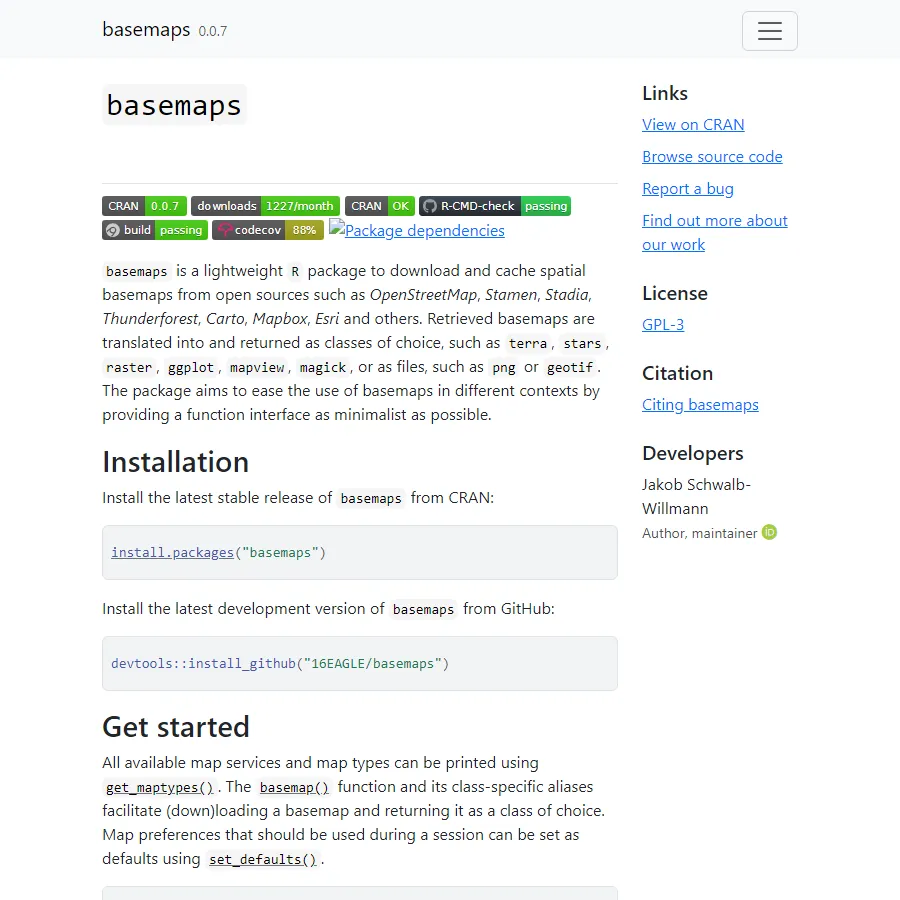 basemaps 0.0.7
basemaps
CRAN 0.0.7 downloads 1227/month CRAN OK R-CMD-check passing
build passing codecov 88% Package dependencies
basemaps is a lightweight R package to download and cache spatial
basemaps from open sources such as OpenStreetMap, Stamen, Stadia,
Thunderforest, Carto, Mapbox, Esri and others. Retrieved basemaps are
translated into and returned as classes of choice, such as terra, stars,
raster, ggplot, mapview, magick, or as files, such as png or geotif.
The package aims to ease the use of basemaps in different contexts by
providing a function interface as minimalist as possible.
Installation
Install the latest stable release of basemaps from CRAN:
install.packages("basemaps")
Install the latest development version of basemaps from GitHub:
devtools::install_github("16EAGLE/basemaps")
Get started
All available map services and map types can be printed using
get_maptypes(). The basemap() function and its class-specific aliases
facilitate (down)loading a basemap and returning it as a class of choice.
Map preferences that should be used during a session can be set as
defaults using set_defaults().
Links
View on CRAN
Browse source code
Report a bug
Find out more about
our work
License
GPL-3
Citation
Citing basemaps
Developers
Jakob Schwalb-
Willmann
Author, maintainer iD